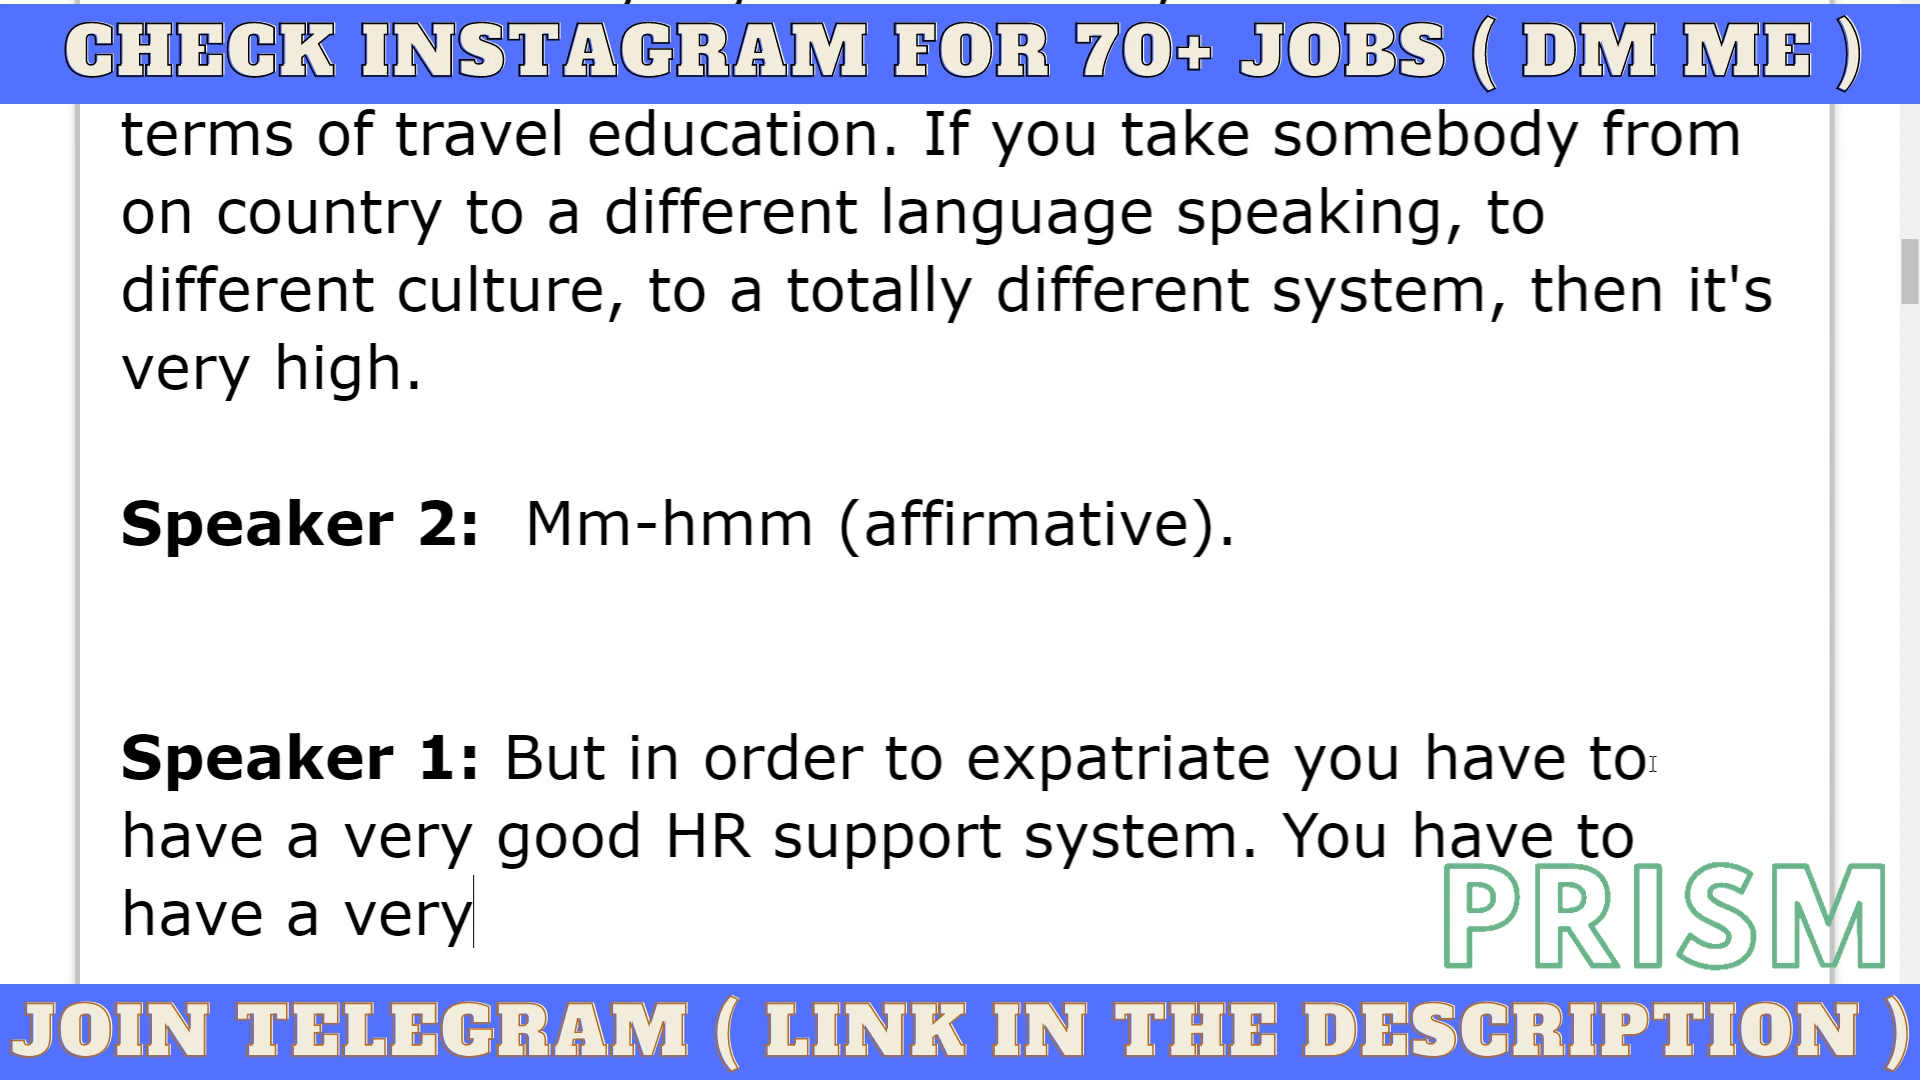 CHECK INSTAGRAM FOR 70+ JOBS ( DM ME )
terms of travel education. If you take somebody from
on country to a different language speaking, to
different culture, to a totally different system, then it's
very high.
Speaker 2: Mm-hmm (affirmative).
Speaker 1: But in order to expatriate you have to
have a very good HR support system. You have to
have a very
PRISM
JOIN TELEGRAM ( LINK IN THE DESCRIPTION )